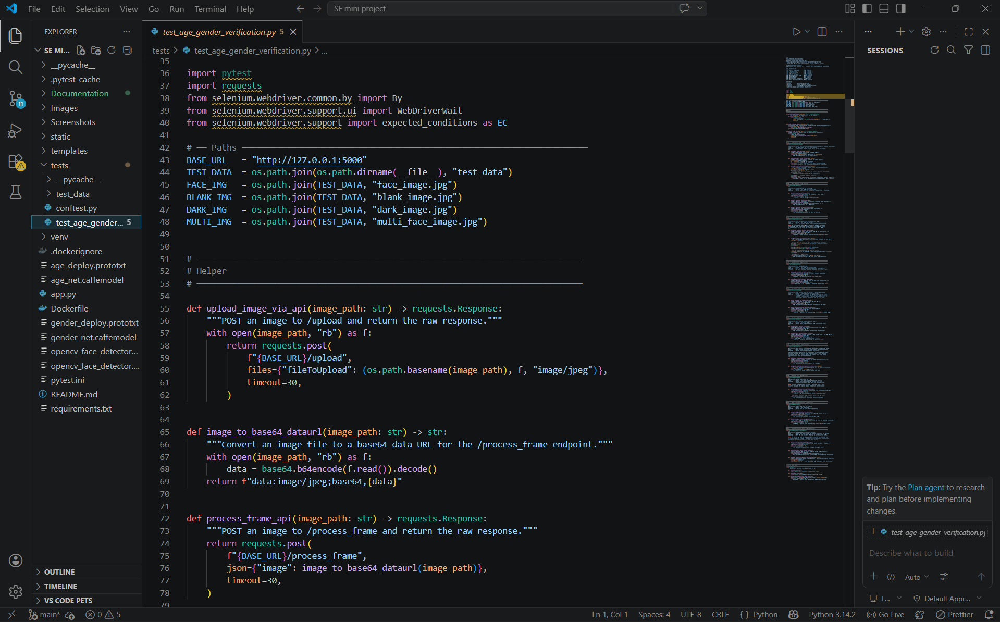 File Edit Selection View Go Run Terminal Help
SE mini project
EXPLORER
SE MI...
__pycache__
.pytest_cache
Documentation
Images
Screenshots
static
templates
tests
__pycache__
test_data
conftest.py
test_age_gender... 5
venv
.dockerignore
age_deploy.prototxt
age_net.caffemodel
app.py
Dockerfile
gender_deploy.prototxt
gender_net.caffemodel
opencv_face_detector...
opencv_face_detector....
pytest.ini
README.md
requirements.txt
OUTLINE
TIMELINE
VS CODE PETS
11
test_age_gender_verification.py 5
tests > test_age_gender_verification.py > ...
35
36 import pytest
37 import requests
38 from selenium.webdriver.common.by import By
39 from selenium.webdriver.support.ui import WebDriverWait
40 from selenium.webdriver.support import expected_conditions as EC
41
42 # ── Paths ──────────────────────────────────────────────────────────────────────
43 BASE_URL   = "http://127.0.0.1:5000"
44 TEST_DATA  = os.path.join(os.path.dirname(__file__), "test_data")
45 FACE_IMG   = os.path.join(TEST_DATA, "face_image.jpg")
46 BLANK_IMG  = os.path.join(TEST_DATA, "blank_image.jpg")
47 DARK_IMG   = os.path.join(TEST_DATA, "dark_image.jpg")
48 MULTI_IMG  = os.path.join(TEST_DATA, "multi_face_image.jpg")
49
50
51 # ─────────────────────────────────────────────────────────────────────────────
52 # Helper
53 # ─────────────────────────────────────────────────────────────────────────────
54
55 def upload_image_via_api(image_path: str) -> requests.Response:
56     """POST an image to /upload and return the raw response."""
57     with open(image_path, "rb") as f:
58         return requests.post(
59             f"{BASE_URL}/upload",
60             files={"fileToUpload": (os.path.basename(image_path), f, "image/jpeg")},
61             timeout=30,
62         )
63
64
65 def image_to_base64_dataurl(image_path: str) -> str:
66     """Convert an image file to a base64 data URL for the /process_frame endpoint."""
67     with open(image_path, "rb") as f:
68         data = base64.b64encode(f.read()).decode()
69     return f"data:image/jpeg;base64,{data}"
70
71
72 def process_frame_api(image_path: str) -> requests.Response:
73     """POST an image to /process_frame and return the raw response."""
74     return requests.post(
75         f"{BASE_URL}/process_frame",
76         json={"image": image_to_base64_dataurl(image_path)},
77         timeout=30,
78     )
79
SESSIONS
Tip: Try the Plan agent to research
and plan before implementing
changes.
test_age_gender_verification.py
Describe what to build
Auto
L... Default Appr...
main* 0 5
Ln 1, Col 1 Spaces: 4 UTF-8 CRLF { } Python Python 3.14.2 Go Live Prettier